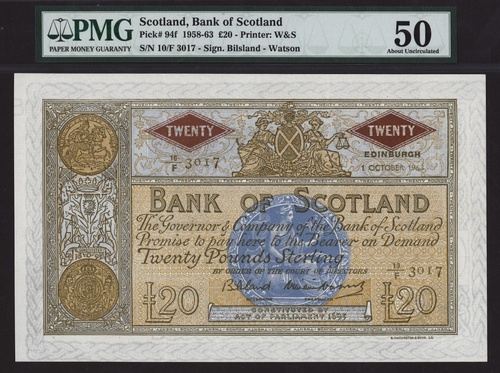 PMG
PAPER MONEY GUARANTY
Scotland, Bank of Scotland
Pick# 94f 1958-63 £20 - Printer: W&S
S/N 10/F 3017 - Sign. Bilsland - Watson
50
About Uncirculated
TWENTY
TWENTY
10/F 3017
EDINBURGH
1 OCTOBER
BANK OF SCOTLAND
The Governor & Company of the Bank of Scotland
Promise to pay here to the Bearer on Demand
Twenty Pounds Sterling
BY ORDER OF THE COURT OF DIRECTORS
10/F 3017
£20
Bilsland
£20
CONSTITUTED BY
ACT OF PARLIAMENT 1695